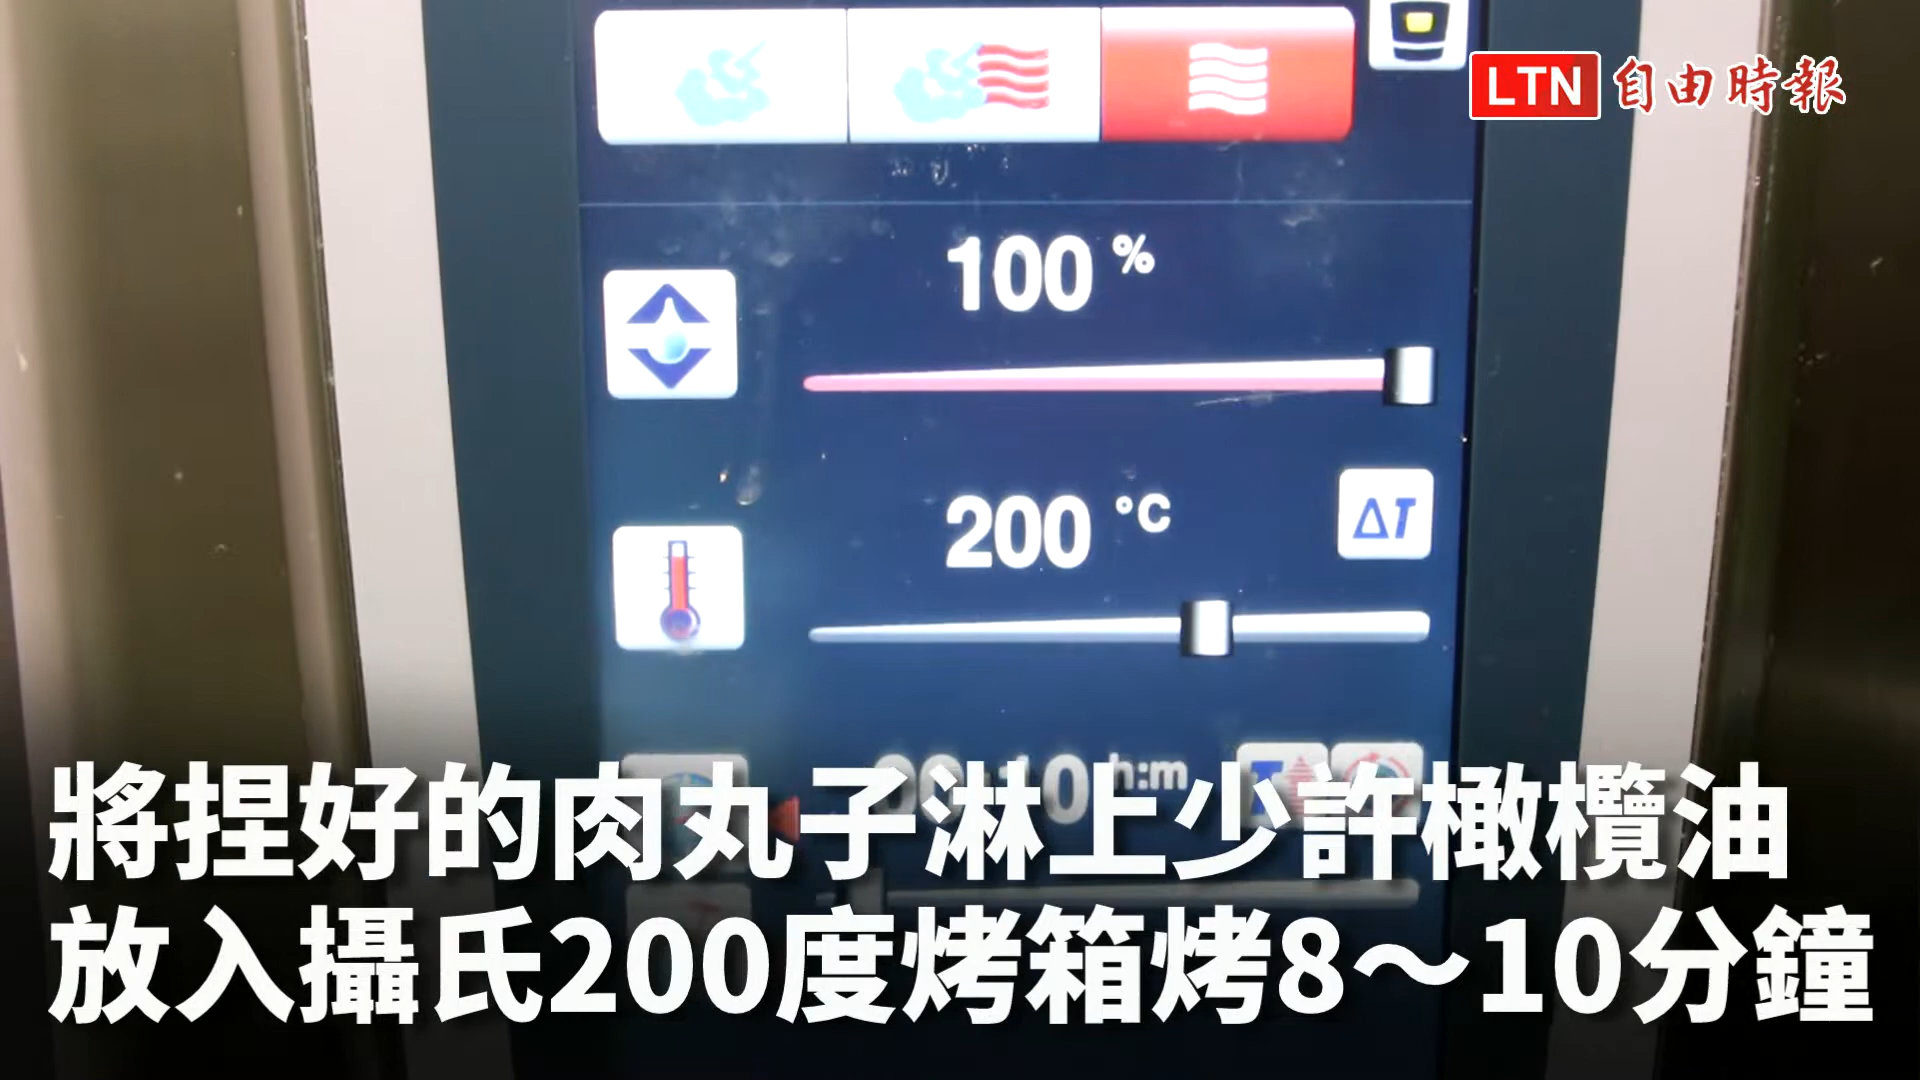 LTN 自由時報
100 %
200 °C
ΔT
00:10 h:m
將捏好的肉丸子淋上少許橄欖油
放入攝氏200度烤箱烤8～10分鐘